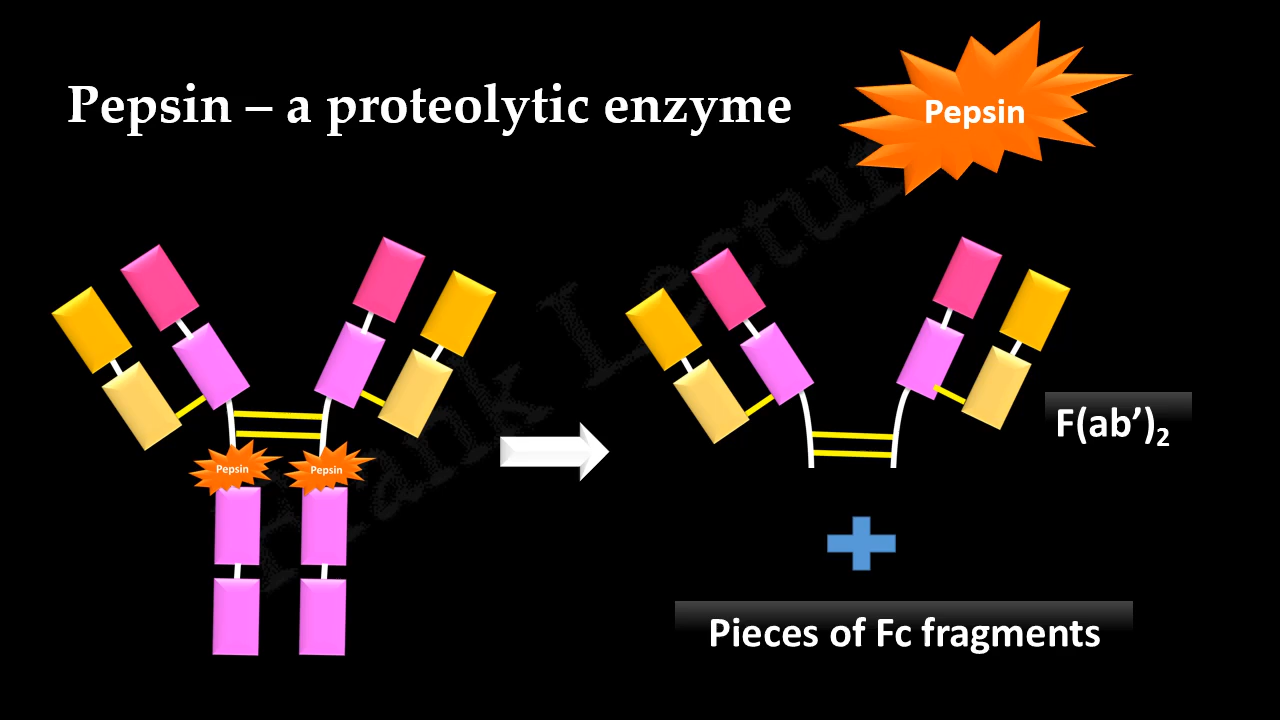 Pepsin – a proteolytic enzyme
Pepsin
Pepsin
Pepsin
F(ab’)₂
Pieces of Fc fragments